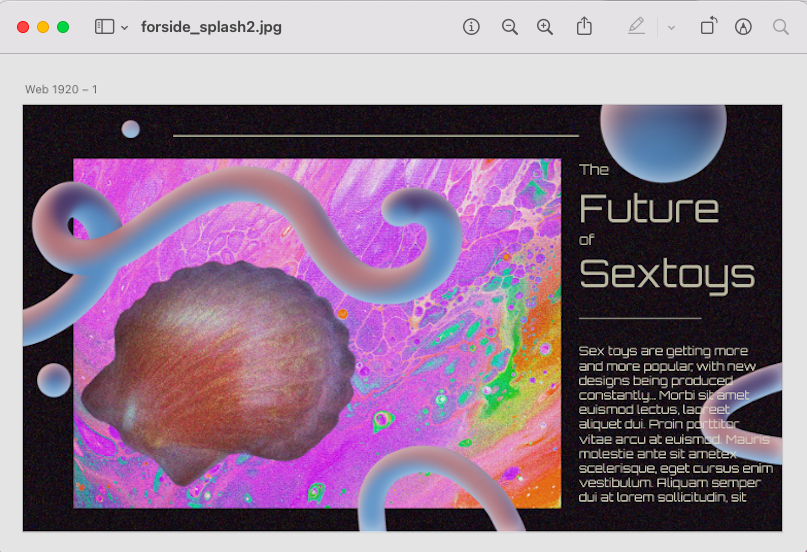 forside_splash2.jpg
Web 1920 – 1
The
Future
of
Sextoys
Sex toys are getting more
and more popular, with new
designs being produced
constantly... Morbi sit amet
euismod lectus, laoreet
aliquet dui. Proin porttitor
vitae arcu at euismod. Mauris
molestie ante sit ametex
scelerisque, eget cursus enim
vestibulum. Aliquam semper
dui at lorem sollicitudin, sit